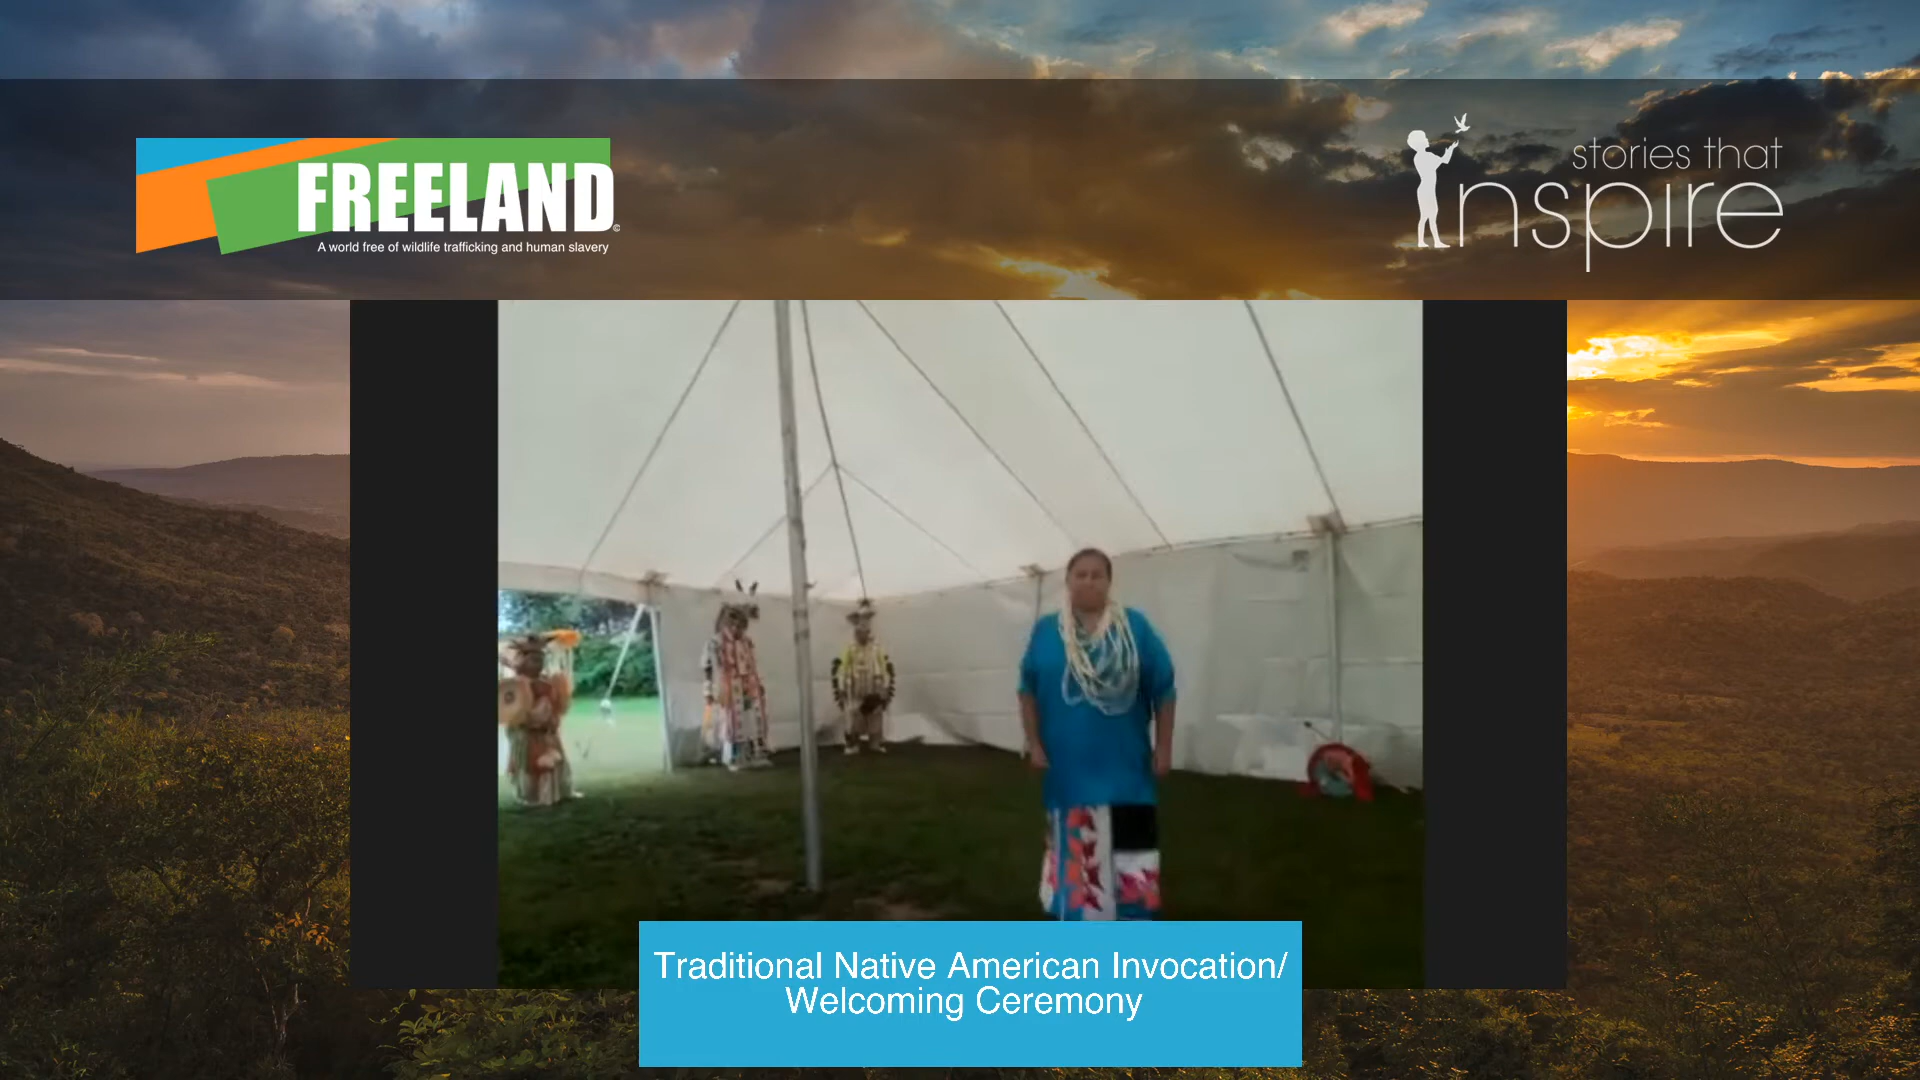 FREELAND
©
A world free of wildlife trafficking and human slavery
stories that
inspire
Traditional Native American Invocation/
Welcoming Ceremony